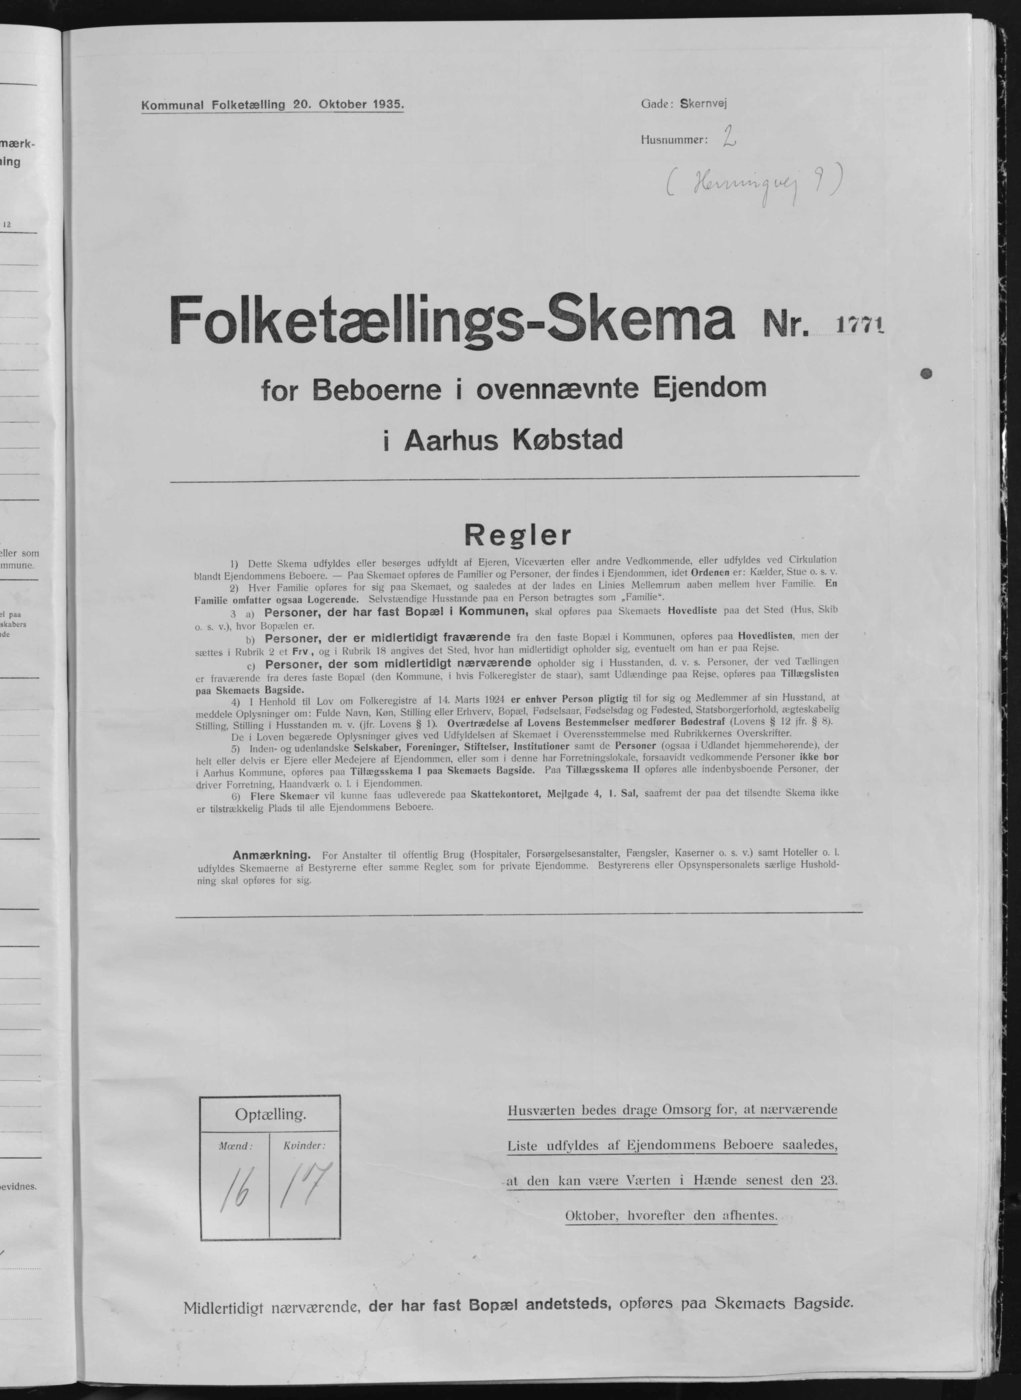 Kommunal Folketælling 20. Oktober 1935.
Gade: Skernvej
Husnummer: 2
(Herningvej 9)
Folketællings-Skema Nr. 1771
for Beboerne i ovennævnte Ejendom
i Aarhus Købstad
Regler
1) Dette Skema udfyldes eller besørges udfyldt af Ejeren, Viceværten eller andre Vedkommende, eller udfyldes ved Cirkulation
blandt Ejendommens Beboere. — Paa Skemaet opføres de Familier og Personer, der findes i Ejendommen, idet Ordenen er: Kælder, Stue o. s. v.
2) Hver Familie opføres for sig paa Skemaet, og saaledes at der lades en Linies Mellemrum aaben mellem hver Familie. En
Familie omfatter ogsaa Logerende. Selvstændige Husstande paa en Person betragtes som „Familie“.
3 a) Personer, der har fast Bopæl i Kommunen, skal opføres paa Skemaets Hovedliste paa det Sted (Hus, Skib
o. s. v.), hvor Bopælen er.
b) Personer, der er midlertidigt fraværende fra den faste Bopæl i Kommunen, opføres paa Hovedlisten, men der
sættes i Rubrik 2 et Frv, og i Rubrik 18 angives det Sted, hvor han midlertidigt opholder sig, eventuelt om han er paa Rejse.
c) Personer, der som midlertidigt nærværende opholder sig i Husstanden, d. v. s. Personer, der ved Tællingen
er fraværende fra deres faste Bopæl (den Kommune, i hvis Folkeregister de staar), samt Udlændinge paa Rejse, opføres paa Tillægslisten
paa Skemaets Bagside.
4) I Henhold til Lov om Folkeregistre af 14. Marts 1924 er enhver Person pligtig til for sig og Medlemmer af sin Husstand, at
meddele Oplysninger om: Fulde Navn, Køn, Stilling eller Erhverv, Bopæl, Fødselsaar, Fødselsdag og Fødested, Statsborgerforhold, ægteskabelig
Stilling, Stilling i Husstanden m. v. (jfr. Lovens § 1). Overtrædelse af Lovens Bestemmelser medfører Bødestraf (Lovens § 12 jfr. § 8).
De i Loven begærede Oplysninger gives ved Udfyldelsen af Skemaet i Overensstemmelse med Rubrikkernes Overskrifter.
5) Inden- og udenlandske Selskaber, Foreninger, Stiftelser, Institutioner samt de Personer (ogsaa i Udlandet hjemmehørende), der
helt eller delvis er Ejere eller Medejere af Ejendommen, eller som i denne har Forretningslokale, forsaavidt vedkommende Personer ikke bor
i Aarhus Kommune, opføres paa Tillægsskema I paa Skemaets Bagside. Paa Tillægsskema II opføres alle indenbysboende Personer, der
driver Forretning, Haandværk o. l. i Ejendommen.
6) Flere Skemaer vil kunne faas udleverede paa Skattekontoret, Mejlgade 4, 1. Sal, saafremt der paa det tilsendte Skema ikke
er tilstrækkelig Plads til alle Ejendommens Beboere.
Anmærkning. For Anstalter til offentlig Brug (Hospitaler, Forsørgelsesanstalter, Fængsler, Kaserner o. s. v.) samt Hoteller o. l.
udfyldes Skemaerne af Bestyrerne efter samme Regler, som for private Ejendomme. Bestyrerens eller Opsynspersonalets særlige Hushold-
ning skal opføres for sig.
Optælling.
Mænd: Kvinder:
16 17
Husværten bedes drage Omsorg for, at nærværende
Liste udfyldes af Ejendommens Beboere saaledes,
at den kan være Værten i Hænde senest den 23.
Oktober, hvorefter den afhentes.
Midlertidigt nærværende, der har fast Bopæl andetsteds, opføres paa Skemaets Bagside.
mærk-
ning
12
eller som
mmune.
el paa
skabers
evidnes.